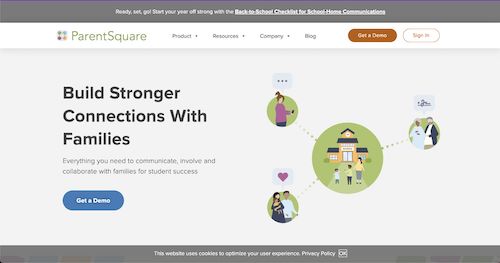 Ready, set, go! Start your year off strong with the Back-to-School Checklist for School-Home Communications
ParentSquare
Product
Resources
Company
Blog
Get a Demo
Sign In
Build Stronger
Connections With
Families
Everything you need to communicate, involve and
collaborate with families for student success
Get a Demo
This website uses cookies to optimize your user experience. Privacy Policy OK